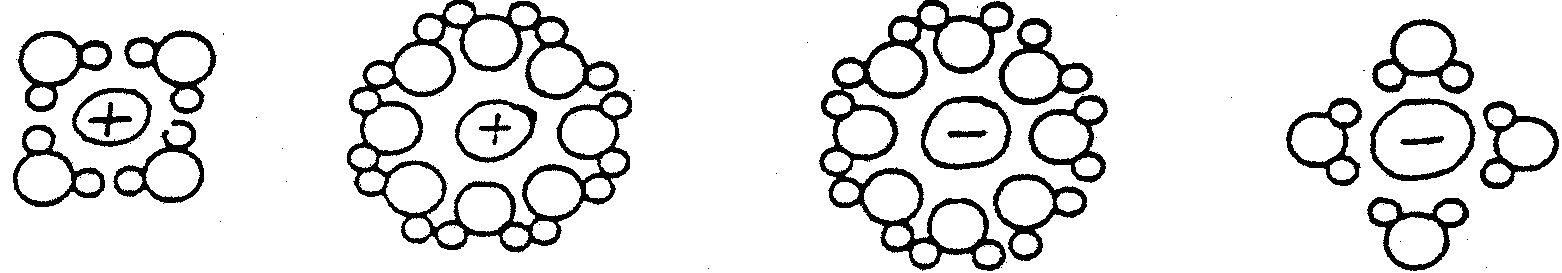 + + − −